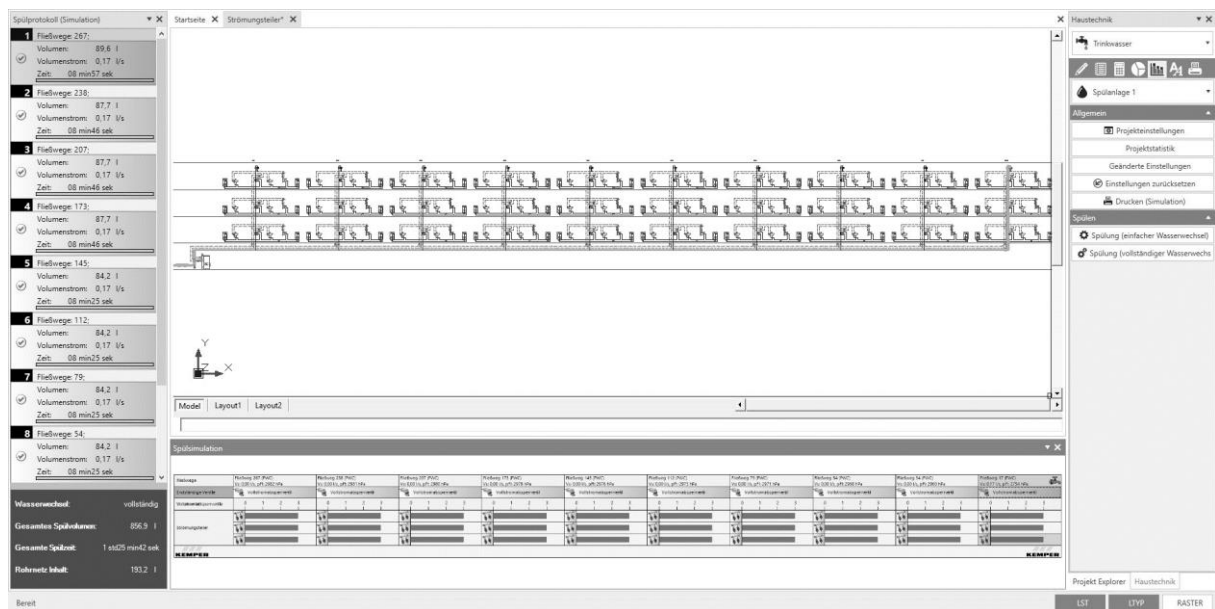 Spülprotokoll (Simulation)
1 Fließwege: 267;
Volumen: 89,6 l
Volumenstrom: 0,17 l/s
Zeit: 08 min57 sek
2 Fließwege: 238;
Volumen: 87,7 l
Volumenstrom: 0,17 l/s
Zeit: 08 min46 sek
3 Fließwege: 207;
Volumen: 87,7 l
Volumenstrom: 0,17 l/s
Zeit: 08 min46 sek
4 Fließwege: 173;
Volumen: 87,7 l
Volumenstrom: 0,17 l/s
Zeit: 08 min46 sek
5 Fließwege: 145;
Volumen: 84,2 l
Volumenstrom: 0,17 l/s
Zeit: 08 min25 sek
6 Fließwege: 112;
Volumen: 84,2 l
Volumenstrom: 0,17 l/s
Zeit: 08 min25 sek
7 Fließwege: 79;
Volumen: 84,2 l
Volumenstrom: 0,17 l/s
Zeit: 08 min25 sek
8 Fließwege: 54;
Volumen: 84,2 l
Volumenstrom: 0,17 l/s
Zeit: 08 min25 sek
Wasserwechsel: vollständig
Gesamtes Spülvolumen: 856,9 l
Gesamte Spülzeit: 1 std25 min42 sek
Rohrnetz Inhalt: 193,2 l
Bereit
Startseite Strömungsteiler*
Y
Z X
Model Layout1 Layout2
Spülsimulation
Fließwege
Strömungsteiler
KEMPER KEMPER
Haustechnik
Trinkwasser
Spülanlage 1
Allgemein
Projekteinstellungen
Projektstatistik
Geänderte Einstellungen
Einstellungen zurücksetzen
Drucken (Simulation)
Spülen
Spülung (einfacher Wasserwechsel)
Spülung (vollständiger Wasserwechs
Projekt Explorer Haustechnik
LST LTYP RASTER